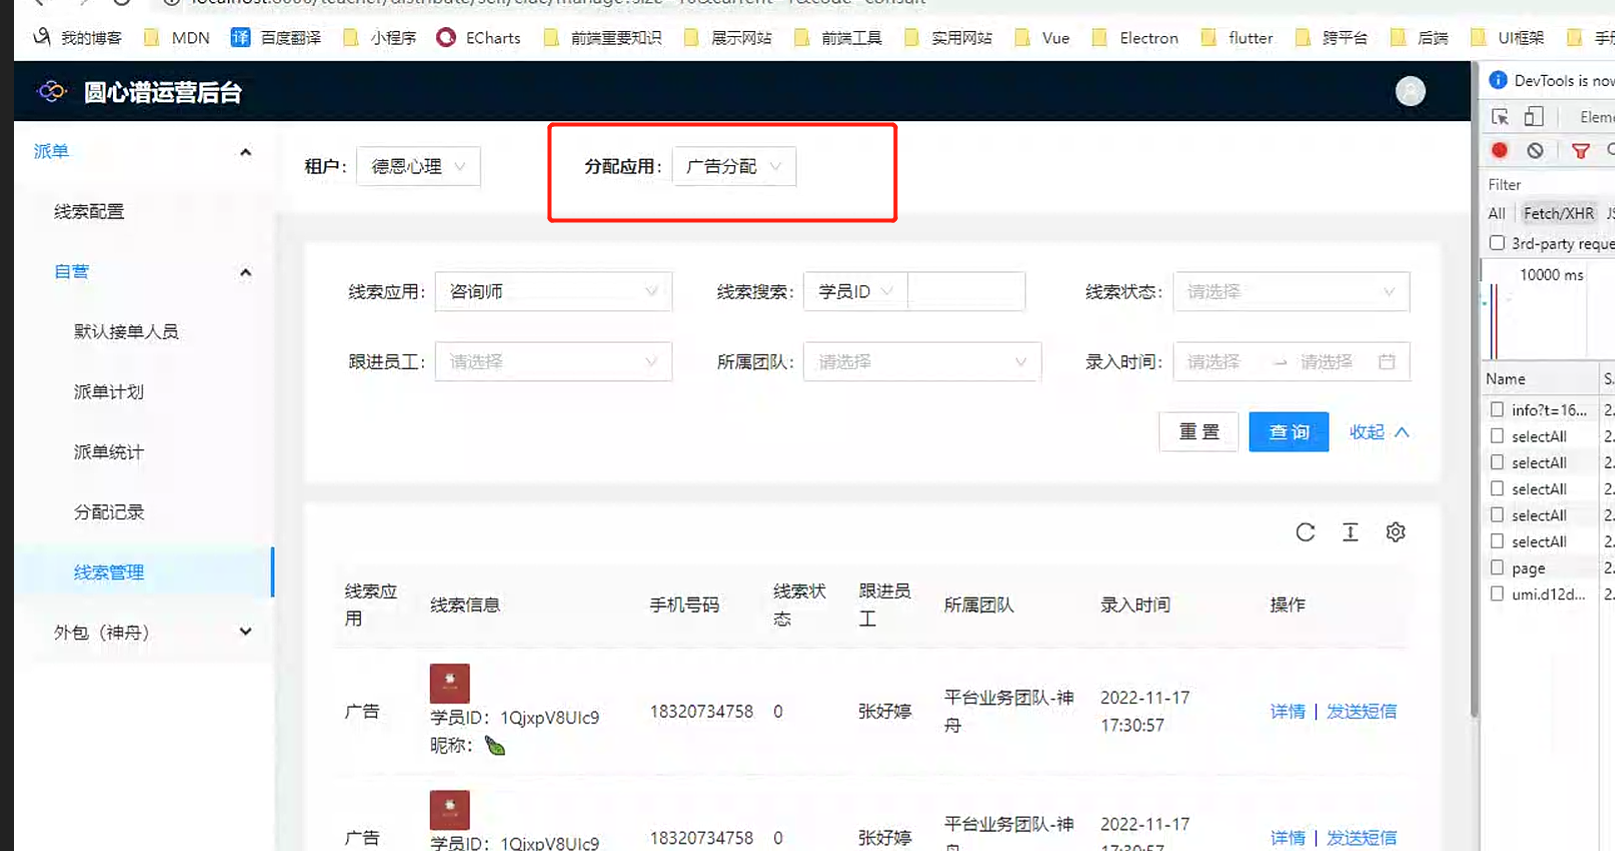 我的博客 MDN 译 百度翻译 小程序 ECharts 前端重要知识 展示网站 前端工具 实用网站 Vue Electron flutter 跨平台 后端 UI框架
圆心谱运营后台
DevTools is now
Eleme
派单
租户： 德恩心理
分配应用： 广告分配
Filter
线索配置
All Fetch/XHR JS
3rd-party reque
自营
10000 ms
线索应用： 咨询师
线索搜索： 学员ID
线索状态： 请选择
默认接单人员
跟进员工： 请选择
所属团队： 请选择
录入时间： 请选择 → 请选择
派单计划
Name
info?t=16...
重 置 查 询 收起
selectAll
派单统计
selectAll
selectAll
分配记录
selectAll
selectAll
线索管理
page
umi.d12d...
外包（神舟）
线索应用 线索信息 手机号码 线索状态 跟进员工 所属团队 录入时间 操作
广告
学员ID：1QjxpV8UIc9
昵称：
18320734758 0 张好婷
平台业务团队-神舟
2022-11-17
17:30:57
详情 | 发送短信
广告
学员ID：1QjxpV8UIc9
18320734758 0 张好婷
平台业务团队-神
2022-11-17
17:30:57
详情 | 发送短信